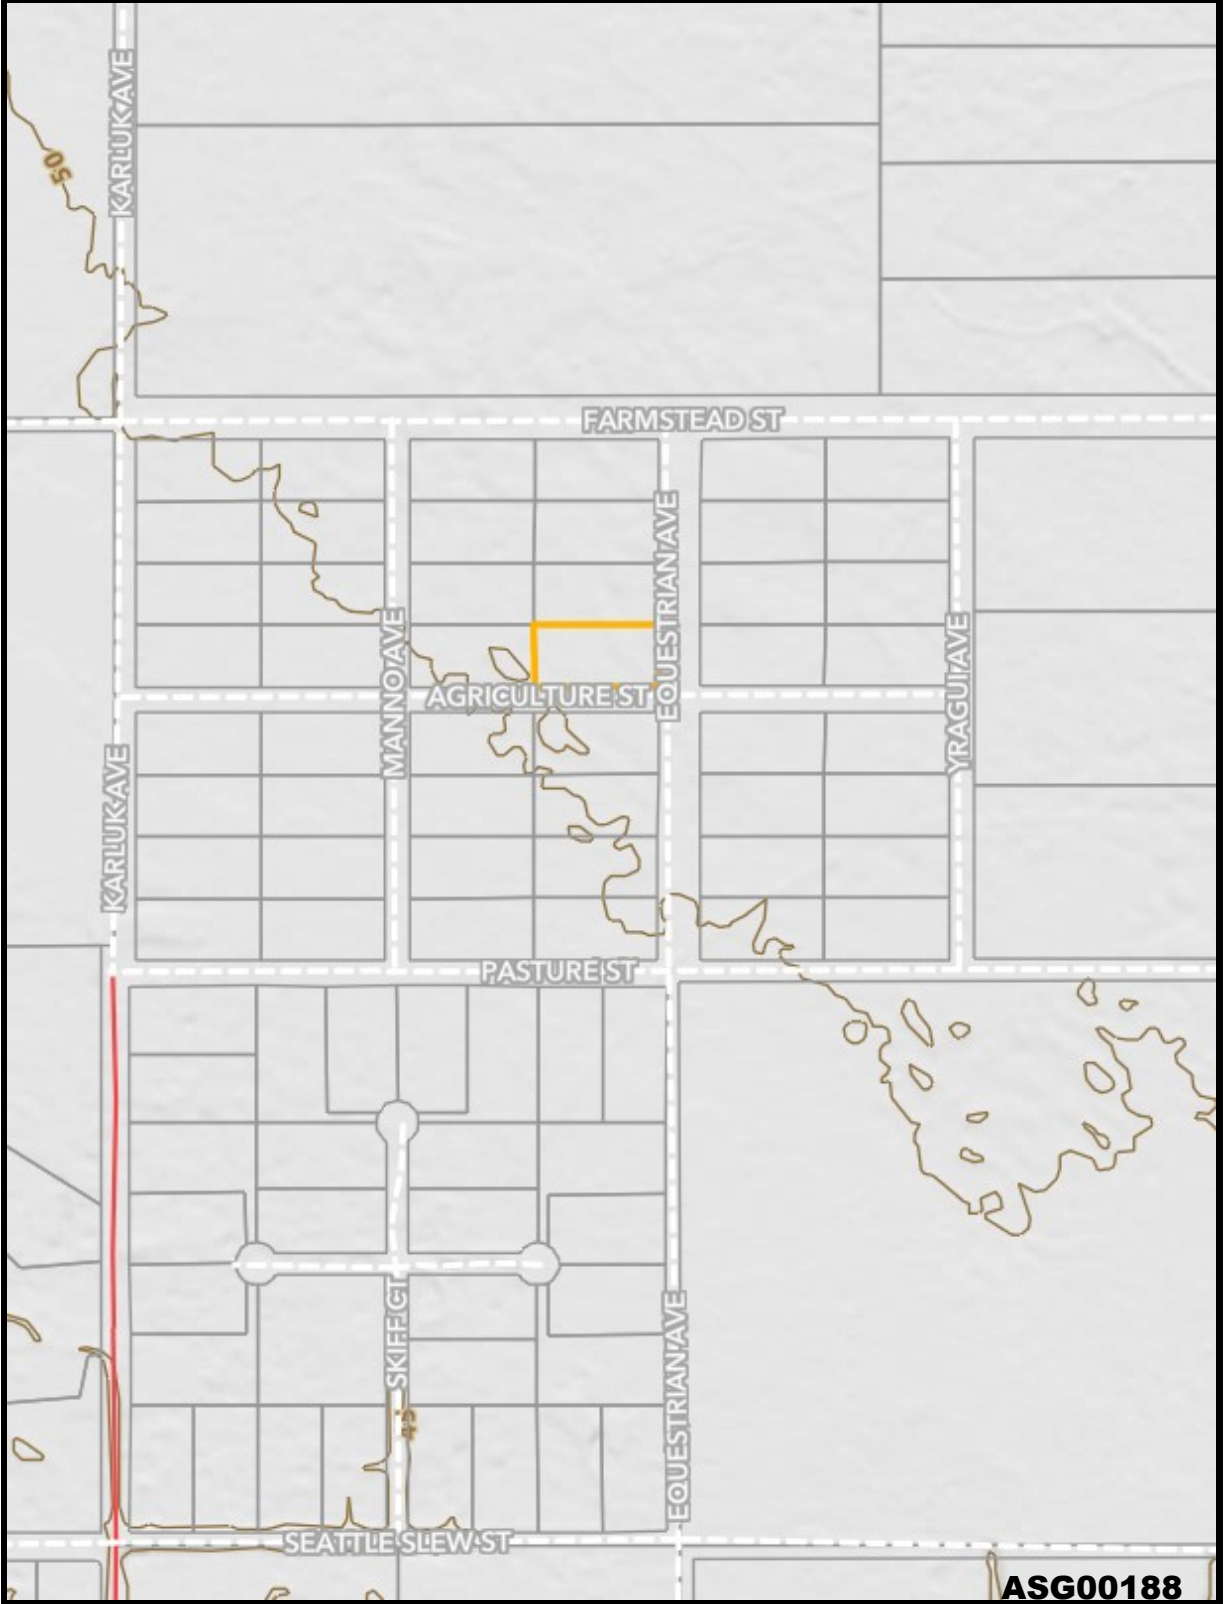 KARLUK AVE
50
FARMSTEAD ST
EQUESTRIAN AVE
MANNO AVE
YRAGUI AVE
AGRICULTURE ST
KARLUK AVE
PASTURE ST
SKIFF CT
EQUESTRIAN AVE
45
SEATTLE SLEW ST
ASG00188